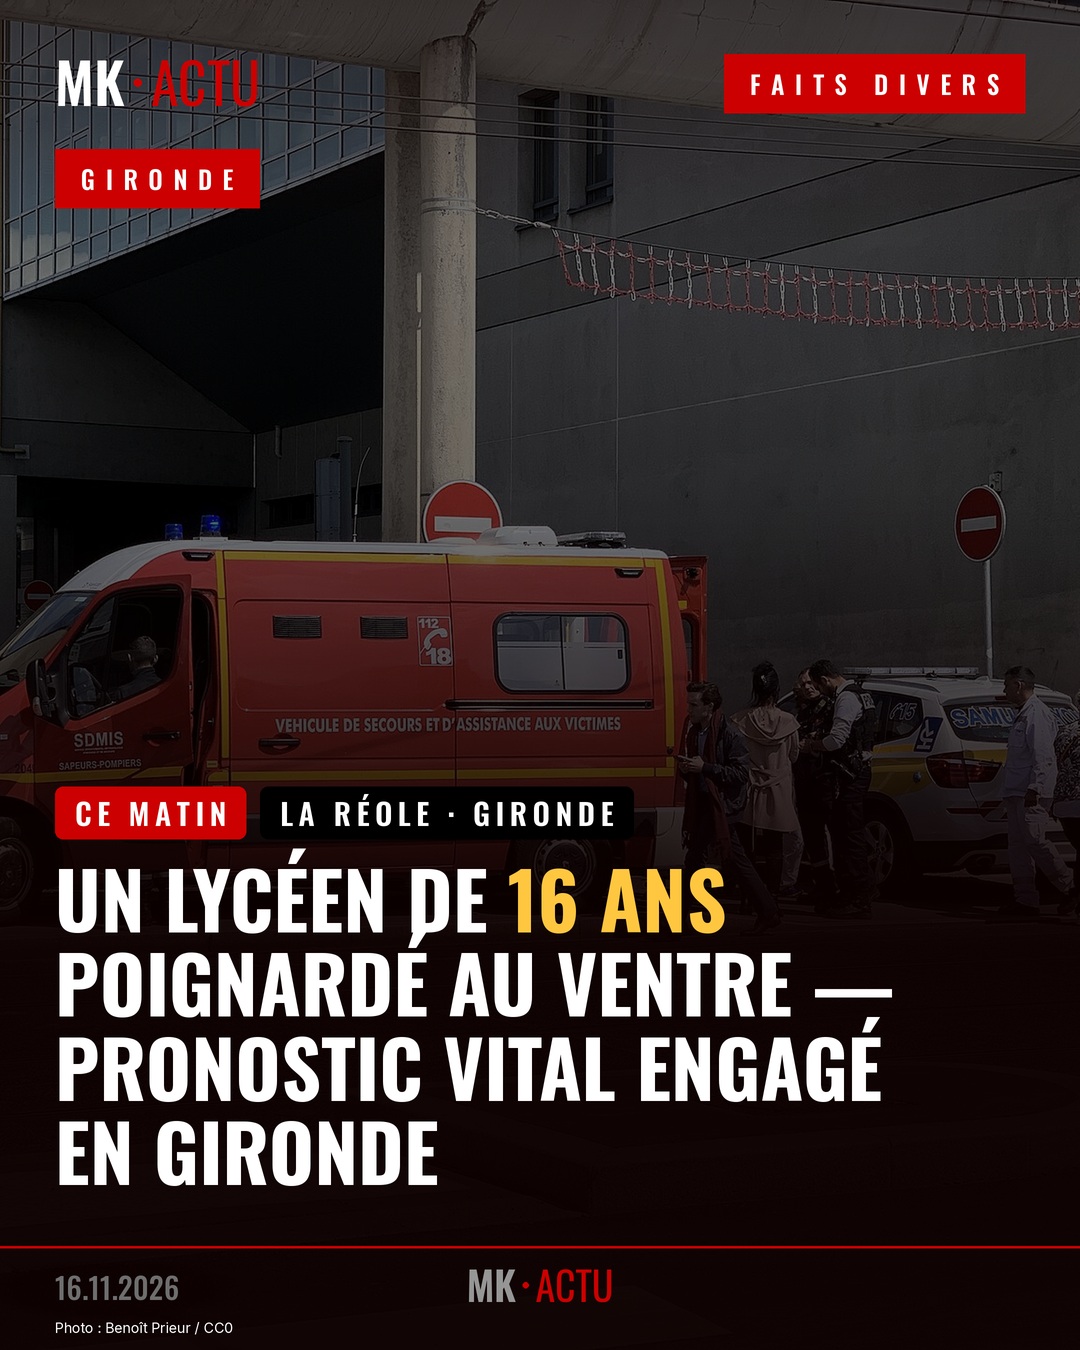 MK·ACTU
FAITS DIVERS
GIRONDE
112
18
VEHICULE DE SECOURS ET D'ASSISTANCE AUX VICTIMES
SDMIS
SAPEURS-POMPIERS
15
SAMU
CE MATIN
LA RÉOLE · GIRONDE
UN LYCÉEN DE 16 ANS
POIGNARDÉ AU VENTRE —
PRONOSTIC VITAL ENGAGÉ
EN GIRONDE
16.11.2026
MK·ACTU
Photo : Benoît Prieur / CC0